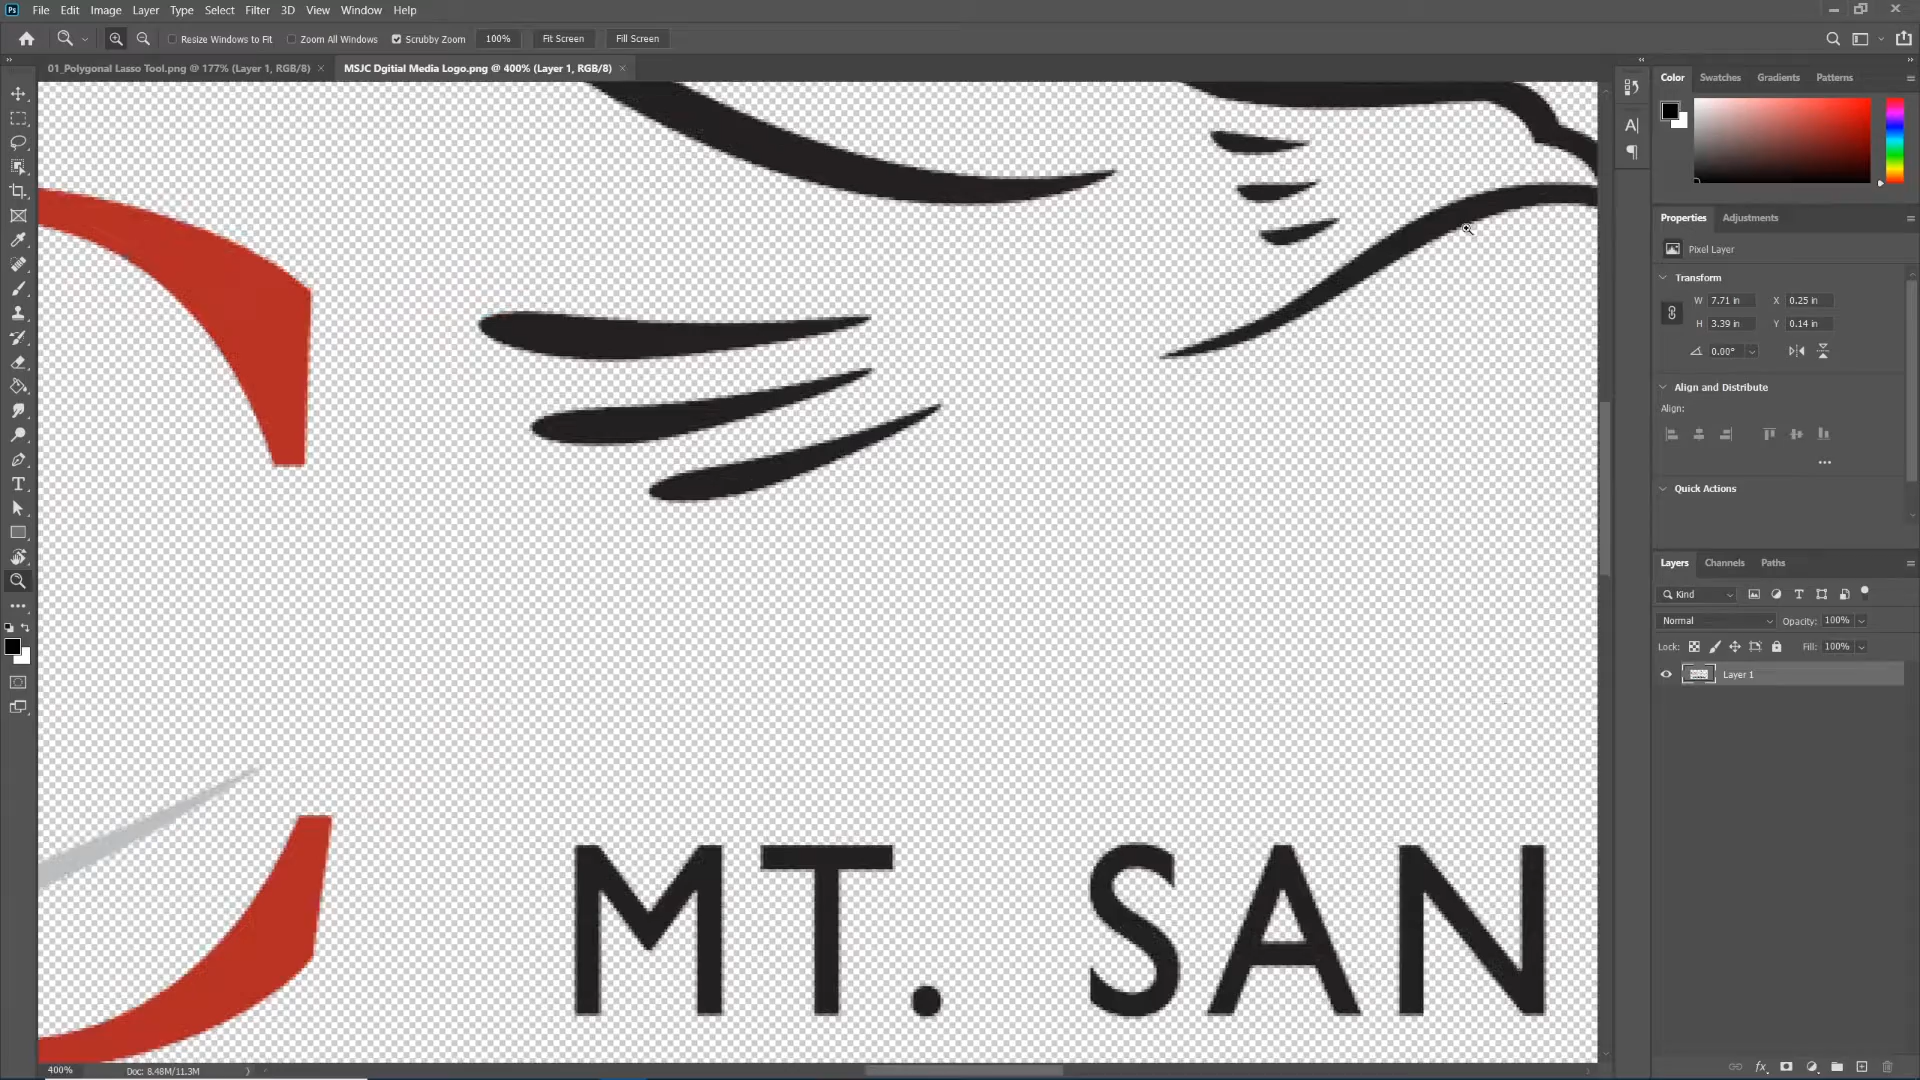 Ps File Edit Image Layer Type Select Filter 3D View Window Help
Resize Windows to Fit Zoom All Windows Scrubby Zoom 100% Fit Screen Fill Screen
01_Polygonal Lasso Tool.png @ 177% (Layer 1, RGB/8) × MSJC Dgitial Media Logo.png @ 400% (Layer 1, RGB/8) ×
Color Swatches Gradients Patterns
Properties Adjustments
Pixel Layer
Transform
W 7.71 in X 0.25 in
H 3.39 in Y 0.14 in
0.00°
Align and Distribute
Align:
Quick Actions
Layers Channels Paths
Kind
Normal Opacity: 100%
Lock: Fill: 100%
Layer 1
MT. SAN
400% Doc: 8.48M/11.3M